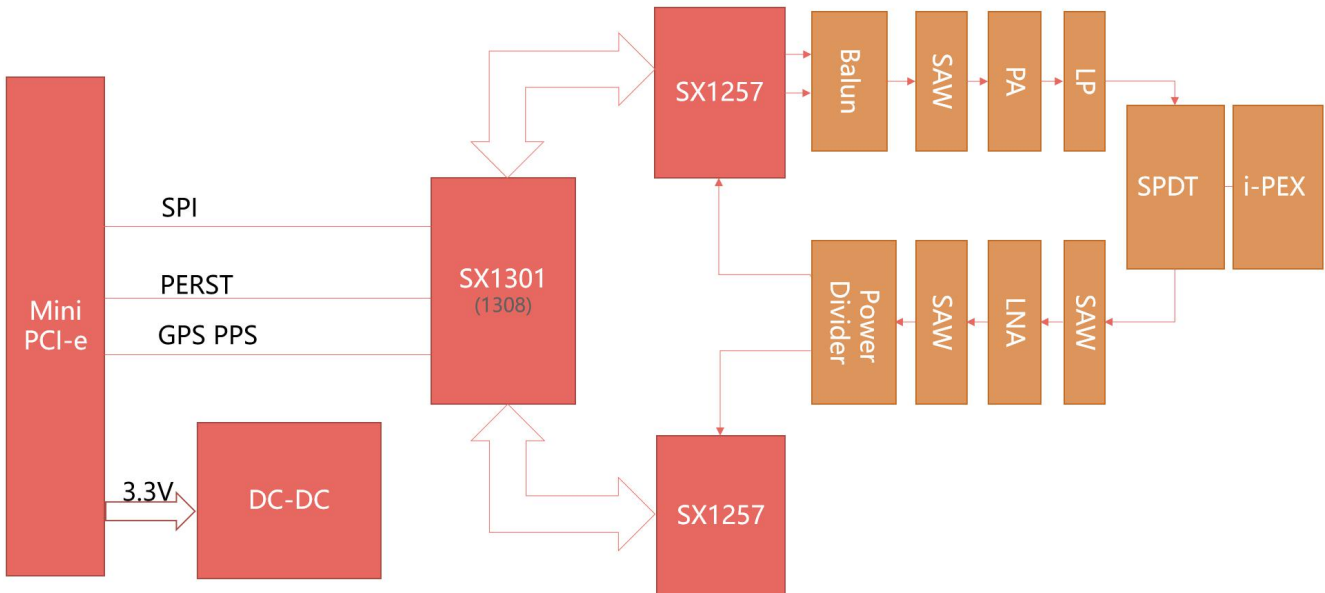 Mini
PCI-e
SPI
PERST
GPS PPS
3.3V
DC-DC
SX1301
(1308)
SX1257
Balun
SAW
PA
LP
SPDT
i-PEX
Power
Divider
SAW
LNA
SAW
SX1257